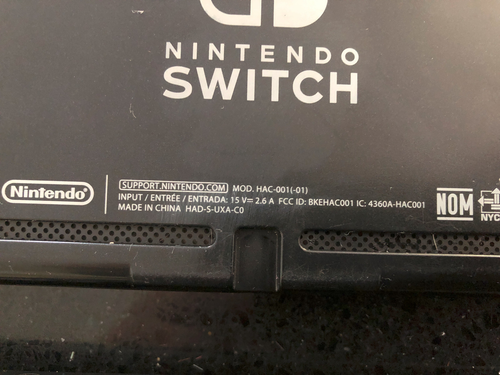 NINTENDO
SWITCH
Nintendo
SUPPORT.NINTENDO.COM MOD. HAC-001(-01)
INPUT / ENTRÉE / ENTRADA: 15 V⎓ 2.6 A FCC ID: BKEHAC001 IC: 4360A-HAC001
MADE IN CHINA HAD-S-UXA-C0
NOM
NYC